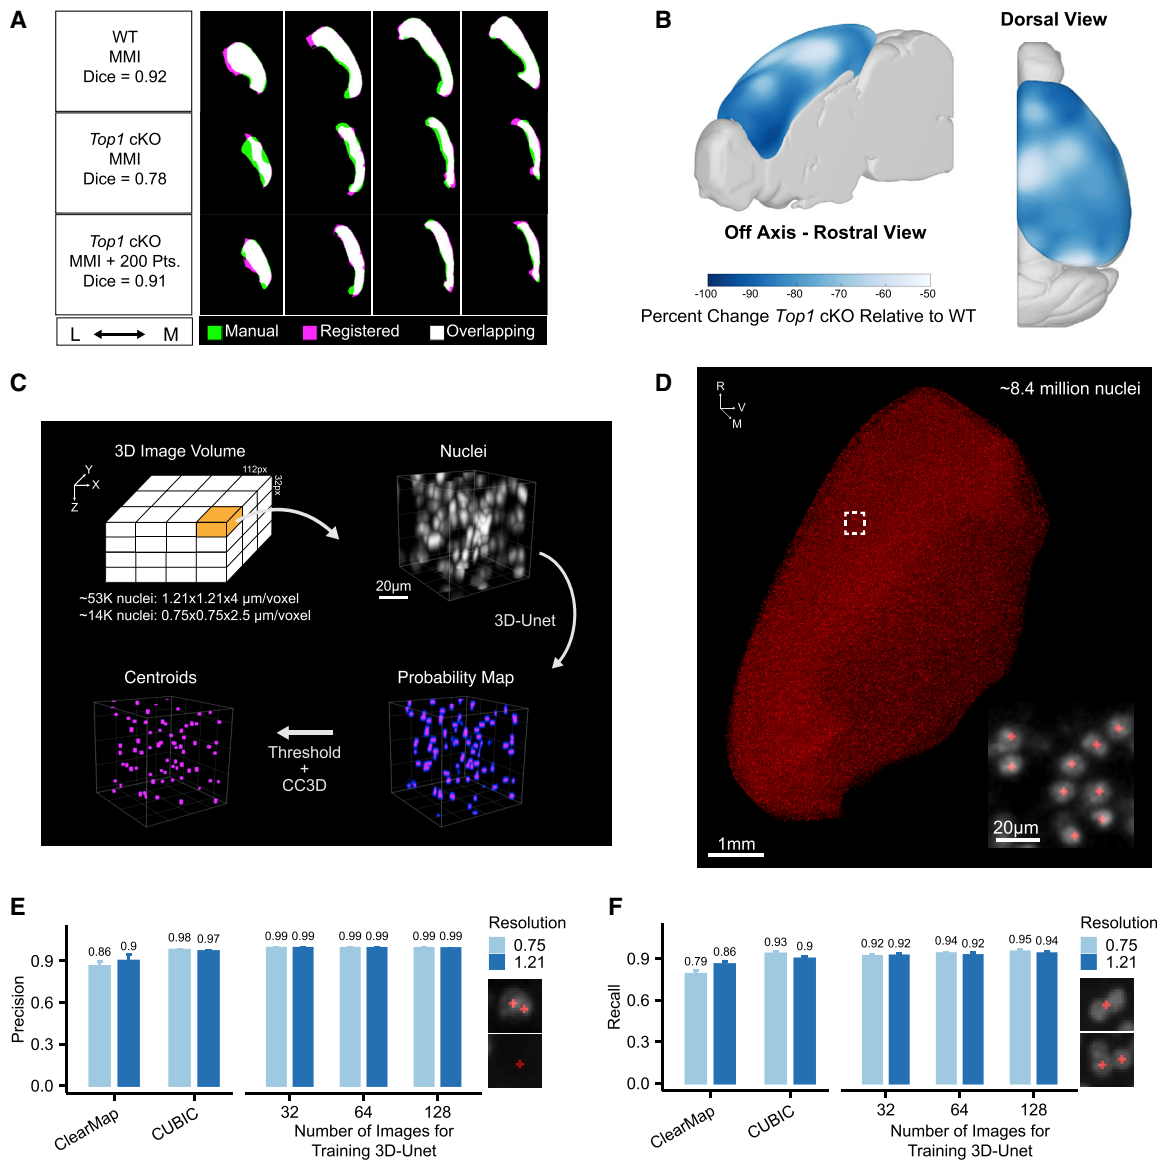 A
WT
MMI
Dice = 0.92
Top1 cKO
MMI
Dice = 0.78
Top1 cKO
MMI + 200 Pts.
Dice = 0.91
L M
Manual Registered Overlapping
B
Dorsal View
Off Axis - Rostral View
-100 -90 -80 -70 -60 -50
Percent Change Top1 cKO Relative to WT
C
3D Image Volume
Y
X
Z
112px
32px
~53K nuclei: 1.21x1.21x4 µm/voxel
~14K nuclei: 0.75x0.75x2.5 µm/voxel
Nuclei
20µm
3D-Unet
Centroids
Probability Map
Threshold
+
CC3D
D
R
V
M
~8.4 million nuclei
20µm
1mm
E
Precision
0.9
0.6
0.3
0.0
0.86 0.9 0.98 0.97 0.99 0.99 0.99 0.99 0.99 0.99
ClearMap CUBIC 32 64 128
Number of Images for
Training 3D-Unet
Resolution
0.75
1.21
F
Recall
0.9
0.6
0.3
0.0
0.79 0.86 0.93 0.9 0.92 0.92 0.94 0.92 0.95 0.94
ClearMap CUBIC 32 64 128
Number of Images for
Training 3D-Unet
Resolution
0.75
1.21